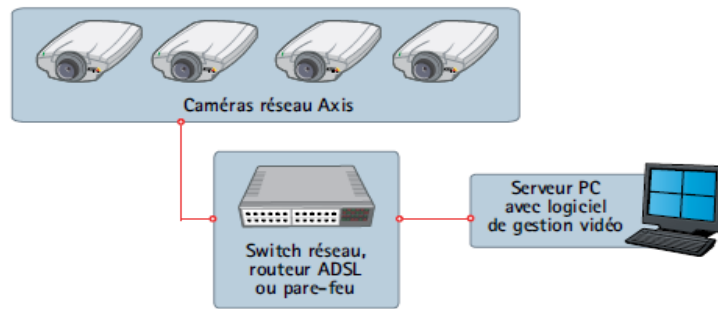 Caméras réseau Axis
Switch réseau,
routeur ADSL
ou pare-feu
Serveur PC
avec logiciel
de gestion vidéo